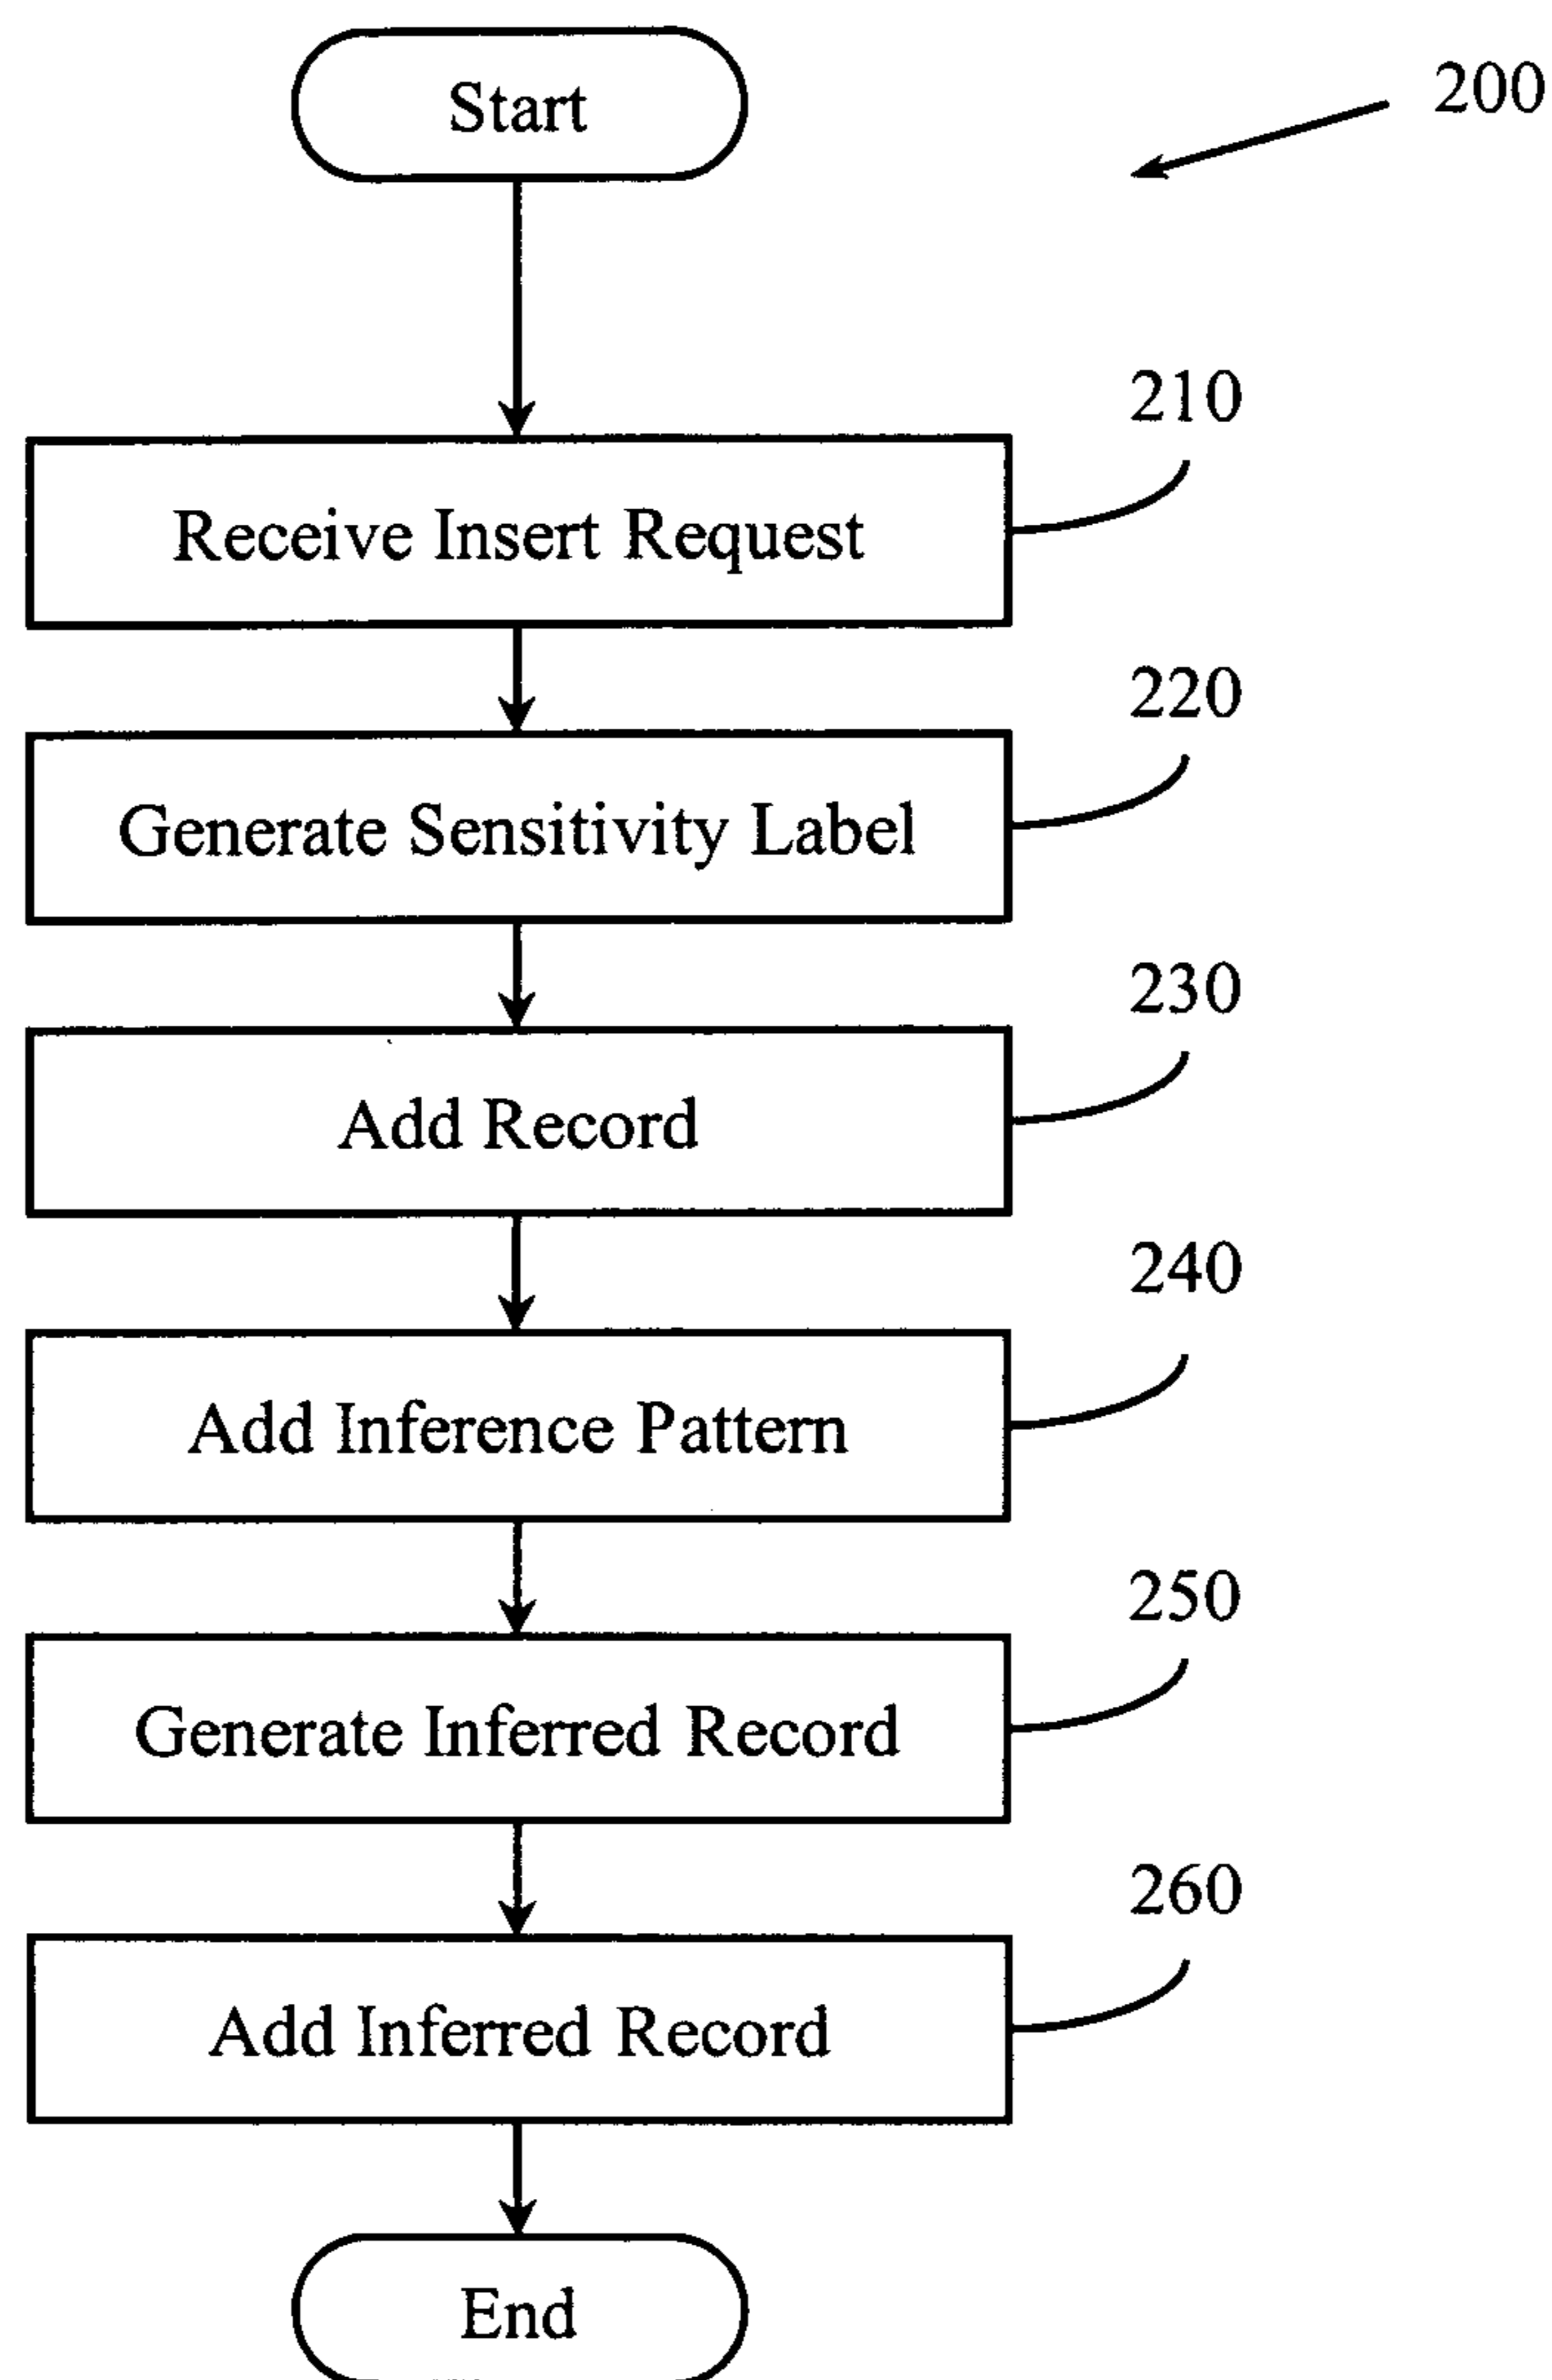 Start
200
210
Receive Insert Request
220
Generate Sensitivity Label
230
Add Record
240
Add Inference Pattern
250
Generate Inferred Record
260
Add Inferred Record
End